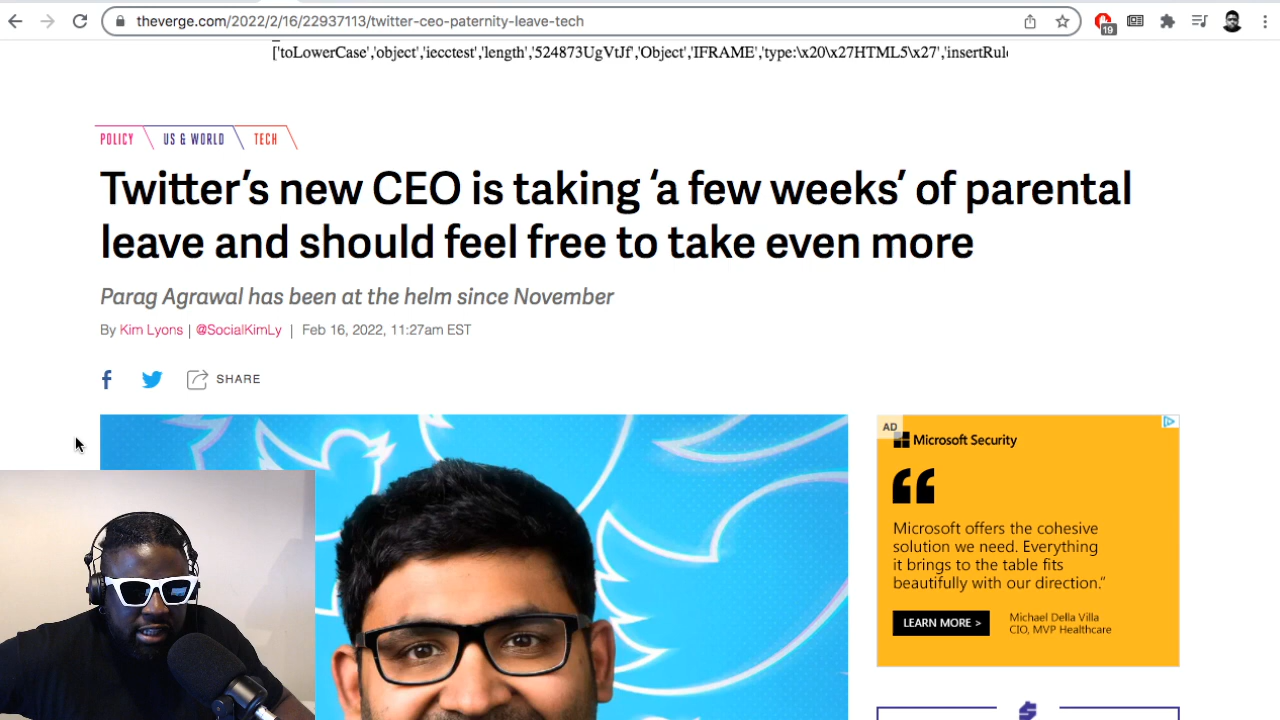 theverge.com/2022/2/16/22937113/twitter-ceo-paternity-leave-tech
19
['toLowerCase','object','iecctest','length','524873UgVtJf','Object','IFRAME','type:\x20\x27HTML5\x27','insertRul
POLICY US & WORLD TECH
Twitter’s new CEO is taking ‘a few weeks’ of parental
leave and should feel free to take even more
Parag Agrawal has been at the helm since November
By Kim Lyons | @SocialKimLy | Feb 16, 2022, 11:27am EST
SHARE
AD
Microsoft Security
Microsoft offers the cohesive
solution we need. Everything
it brings to the table fits
beautifully with our direction.”
LEARN MORE >
Michael Della Villa
CIO, MVP Healthcare